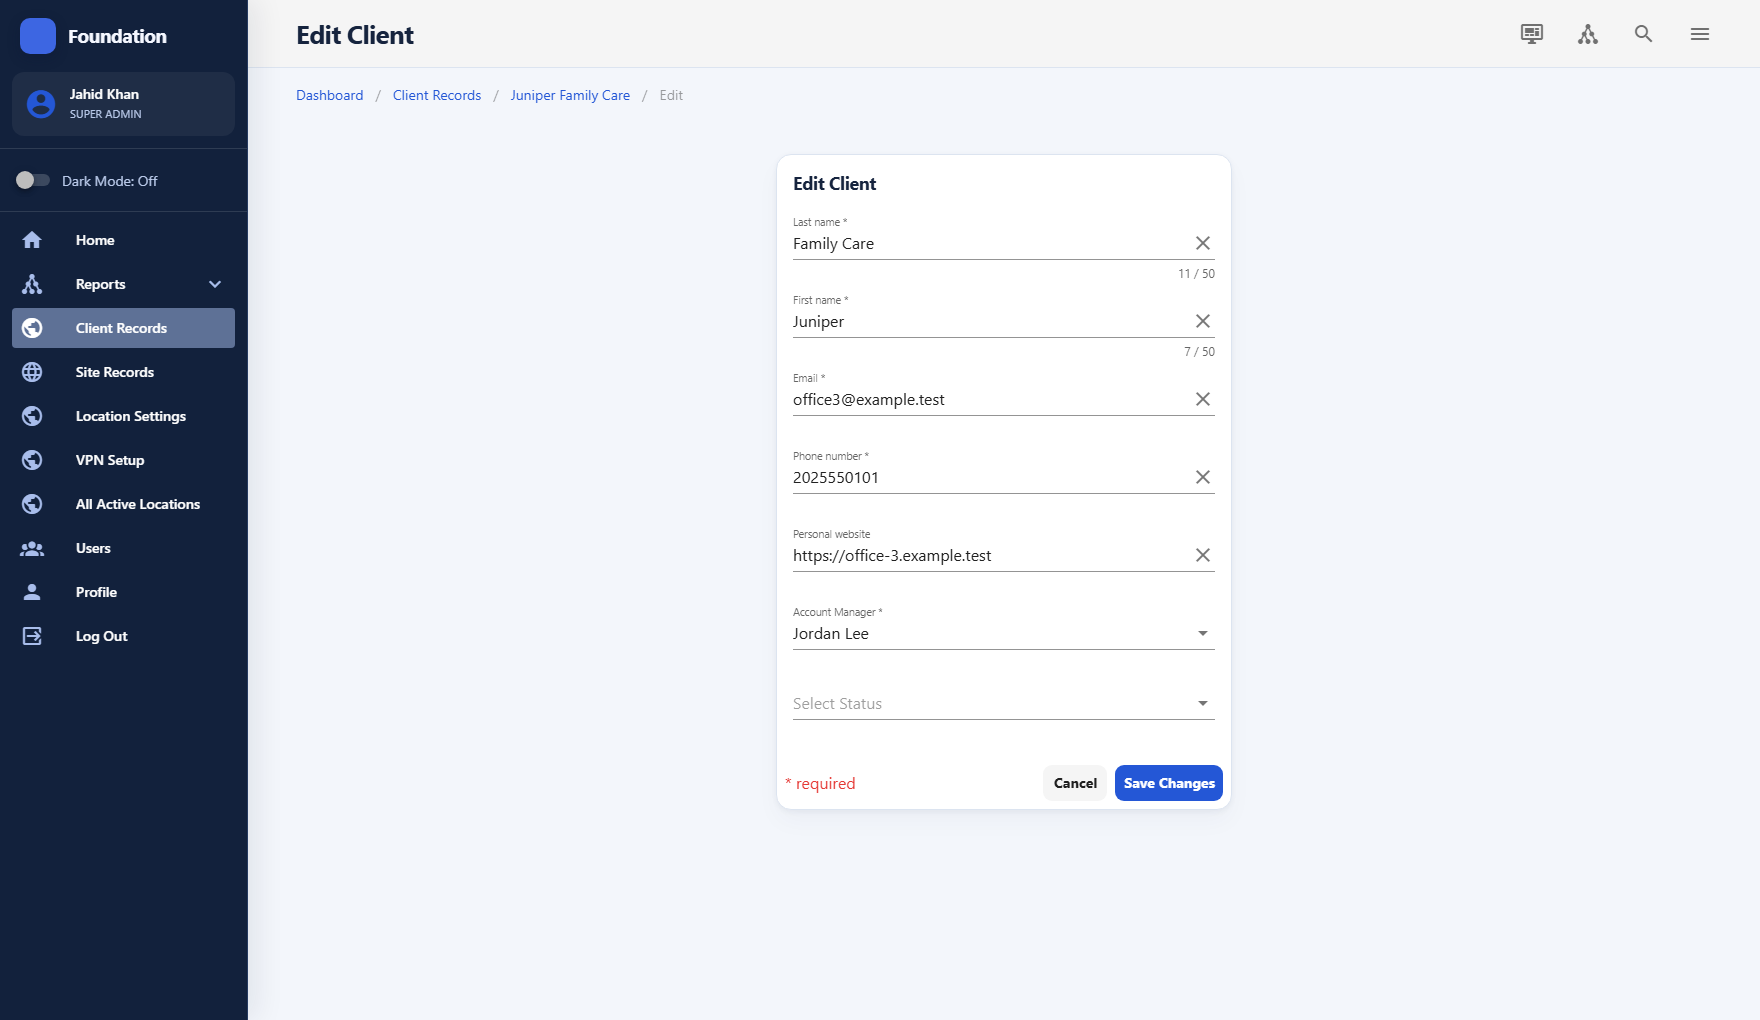 Foundation
Jahid Khan
SUPER ADMIN
Dark Mode: Off
Home
Reports
Client Records
Site Records
Location Settings
VPN Setup
All Active Locations
Users
Profile
Log Out
Edit Client
Dashboard / Client Records / Juniper Family Care / Edit
Edit Client
Last name *
Family Care
11 / 50
First name *
Juniper
7 / 50
Email *
office3@example.test
Phone number *
2025550101
Personal website
https://office-3.example.test
Account Manager *
Jordan Lee
Select Status
* required
Cancel
Save Changes